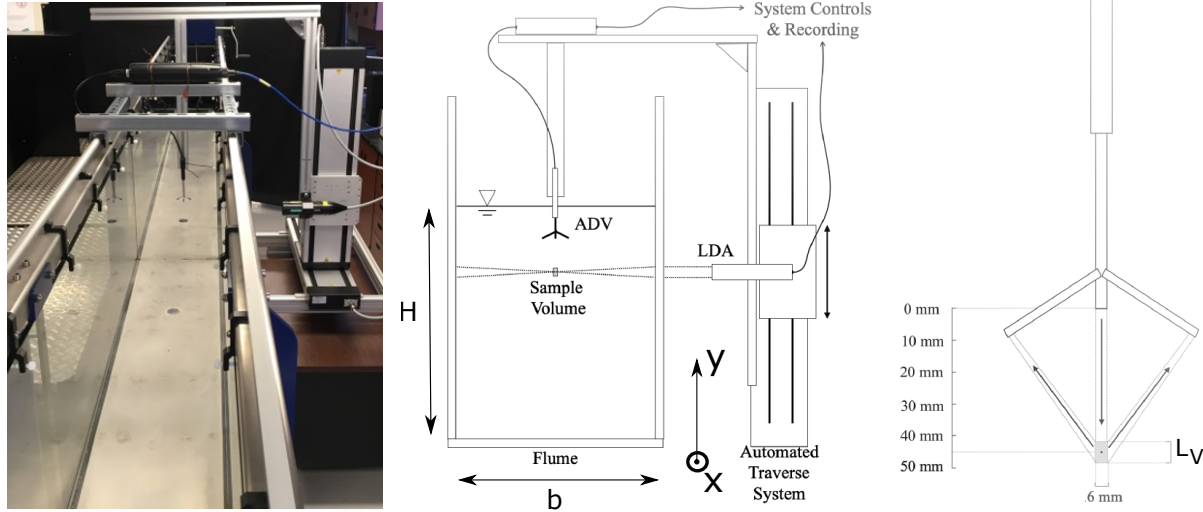 System Controls
& Recording
ADV
LDA
Sample
Volume
H
y
x
Flume
b
Automated
Traverse
System
0 mm
10 mm
20 mm
30 mm
40 mm
50 mm
LV
.6 mm